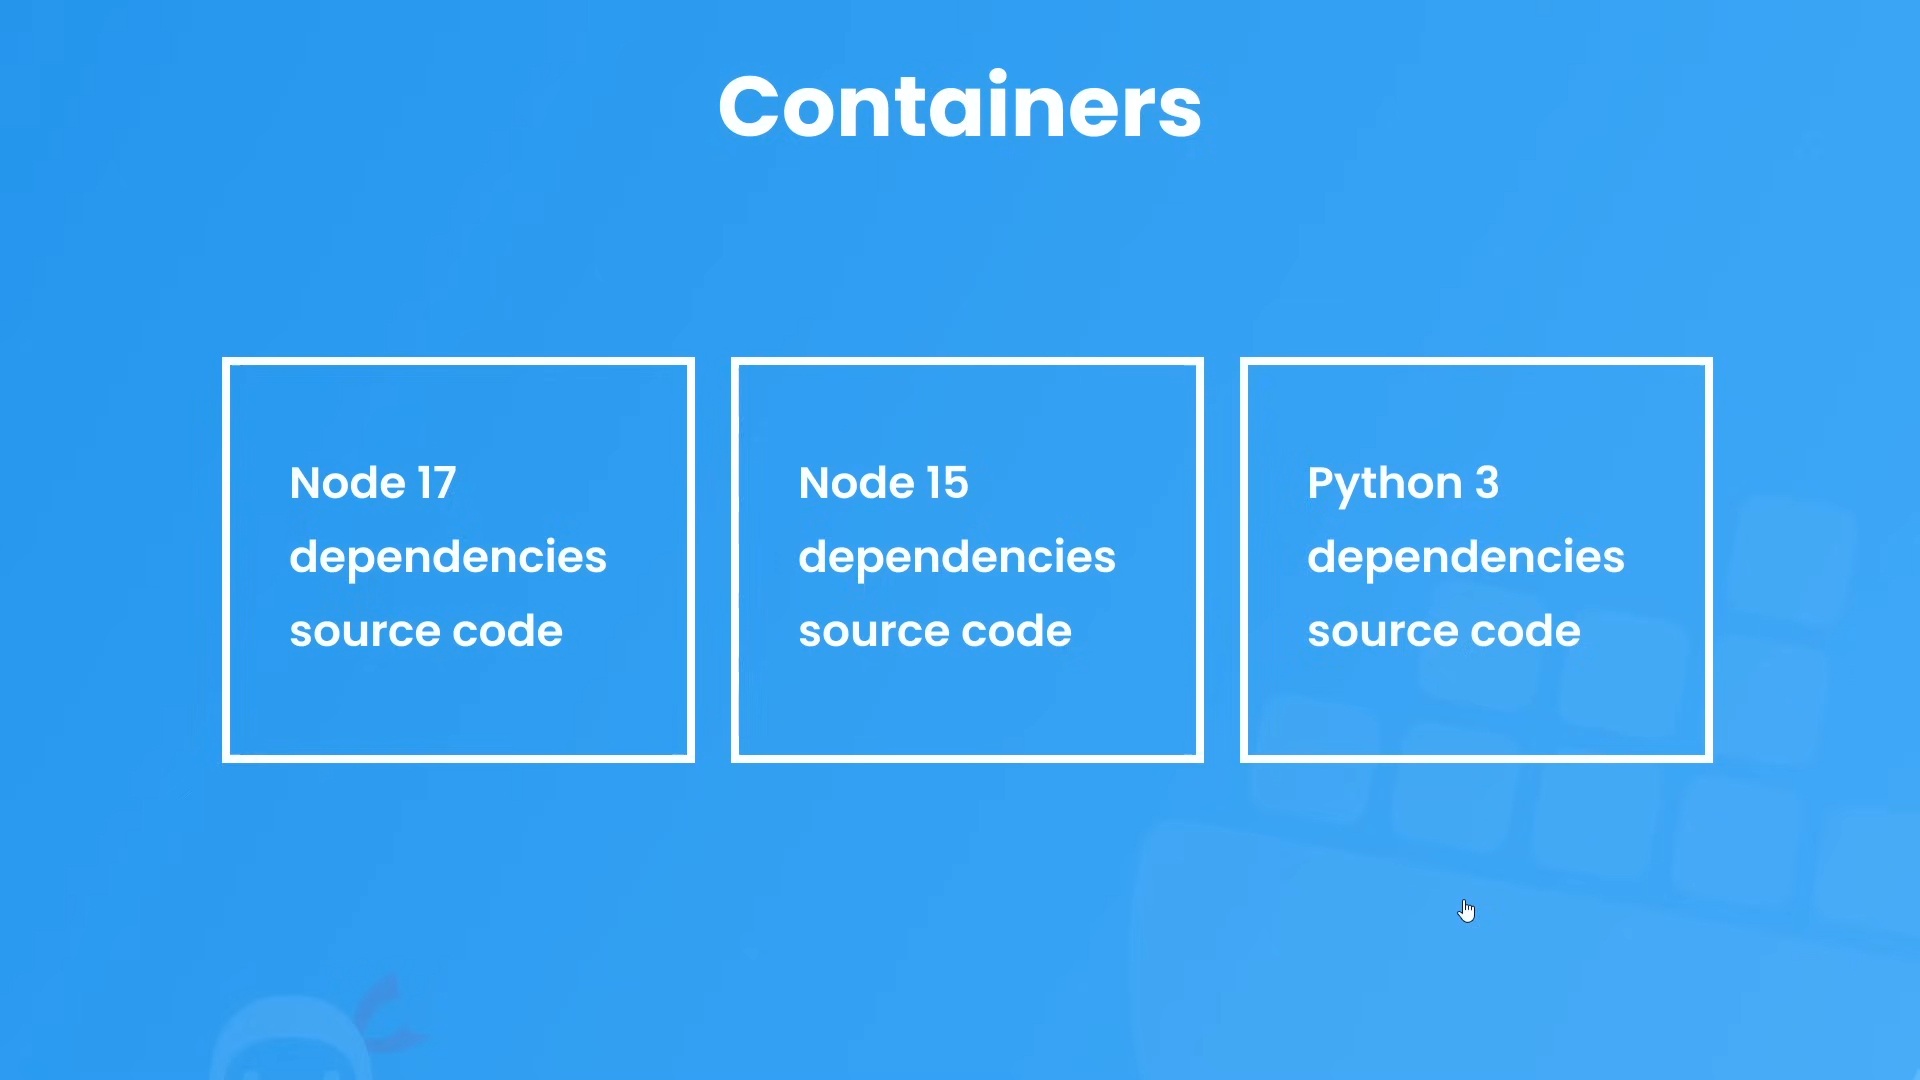 Containers
Node 17
dependencies
source code
Node 15
dependencies
source code
Python 3
dependencies
source code